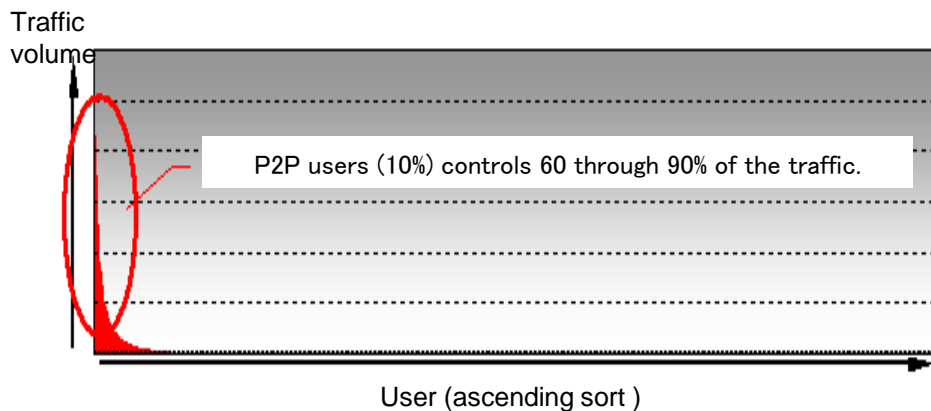 Traffic
volume
P2P users (10%) controls 60 through 90% of the traffic.
User (ascending sort )